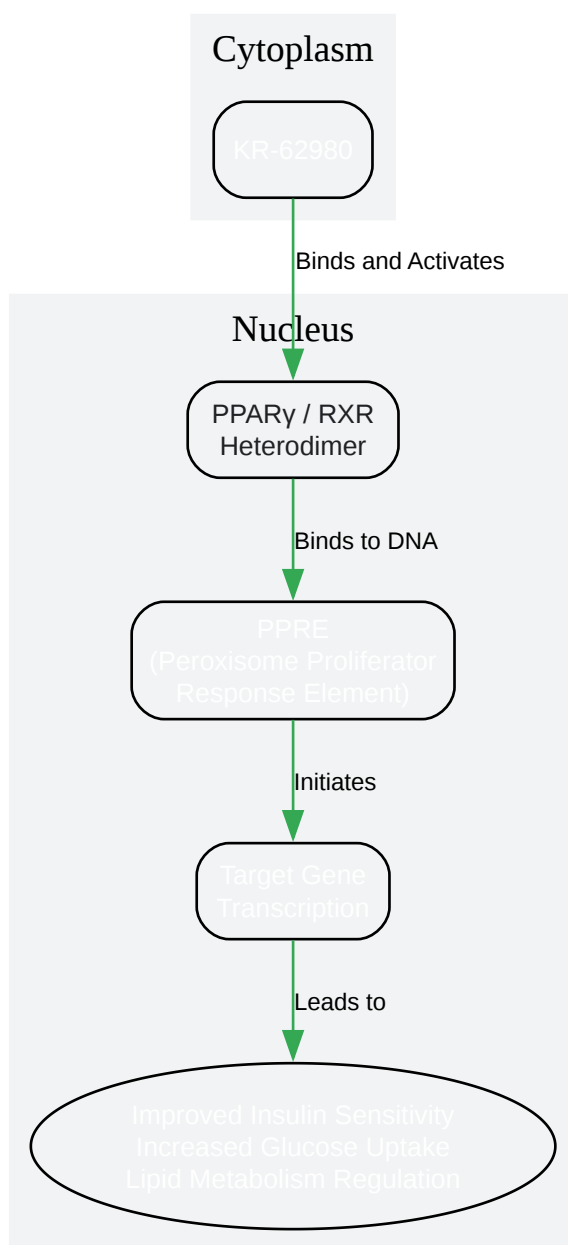 Cytoplasm
KR-62980
Binds and Activates
Nucleus
PPARγ / RXR
Heterodimer
Binds to DNA
PPRE
(Peroxisome Proliferator
Response Element)
Initiates
Target Gene
Transcription
Leads to
Improved Insulin Sensitivity
Increased Glucose Uptake
Lipid Metabolism Regulation